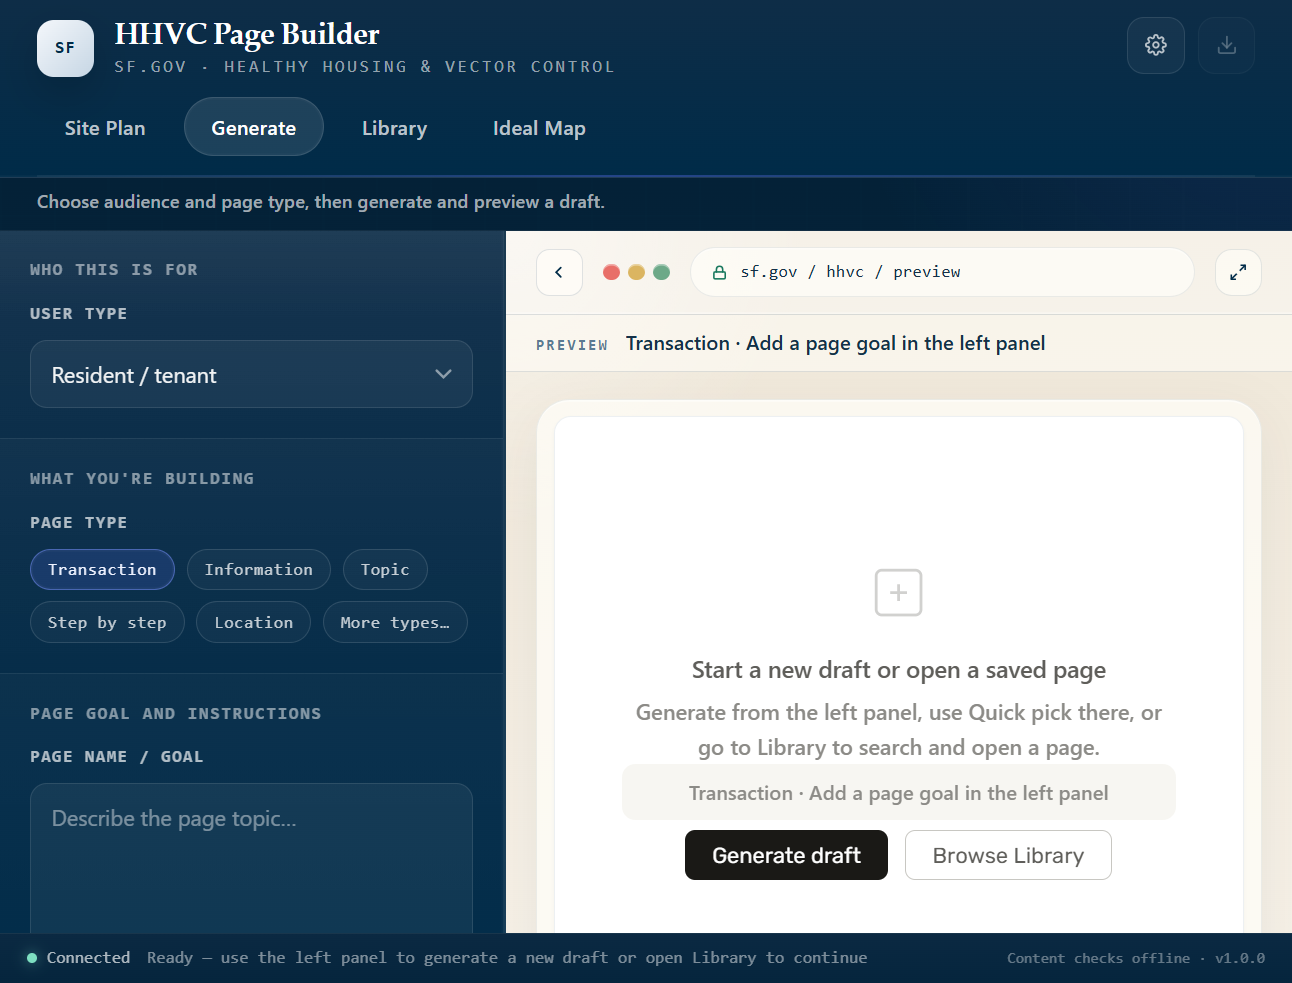 SF
HHVC Page Builder
SF.GOV · HEALTHY HOUSING & VECTOR CONTROL
Site Plan
Generate
Library
Ideal Map
Choose audience and page type, then generate and preview a draft.
WHO THIS IS FOR
USER TYPE
Resident / tenant
WHAT YOU'RE BUILDING
PAGE TYPE
Transaction
Information
Topic
Step by step
Location
More types…
PAGE GOAL AND INSTRUCTIONS
PAGE NAME / GOAL
Describe the page topic...
sf.gov / hhvc / preview
PREVIEW Transaction · Add a page goal in the left panel
Start a new draft or open a saved page
Generate from the left panel, use Quick pick there, or
go to Library to search and open a page.
Transaction · Add a page goal in the left panel
Generate draft
Browse Library
Connected Ready — use the left panel to generate a new draft or open Library to continue
Content checks offline · v1.0.0